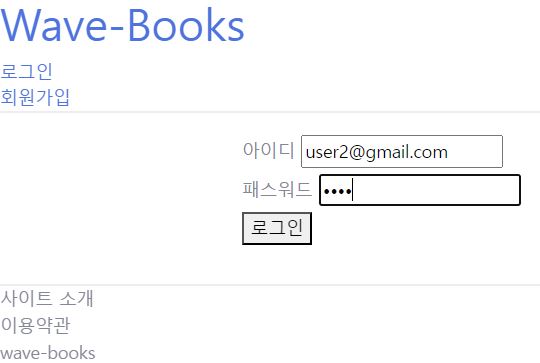 Wave-Books
로그인
회원가입
아이디 user2@gmail.com
패스워드 ••••
로그인
사이트 소개
이용약관
wave-books